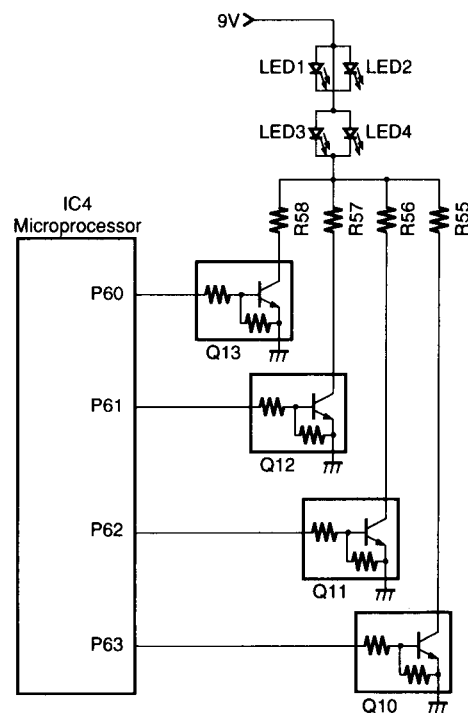 9V
LED1
LED2
LED3
LED4
R58
R57
R56
R55
IC4
Microprocessor
P60
Q13
P61
Q12
P62
Q11
P63
Q10